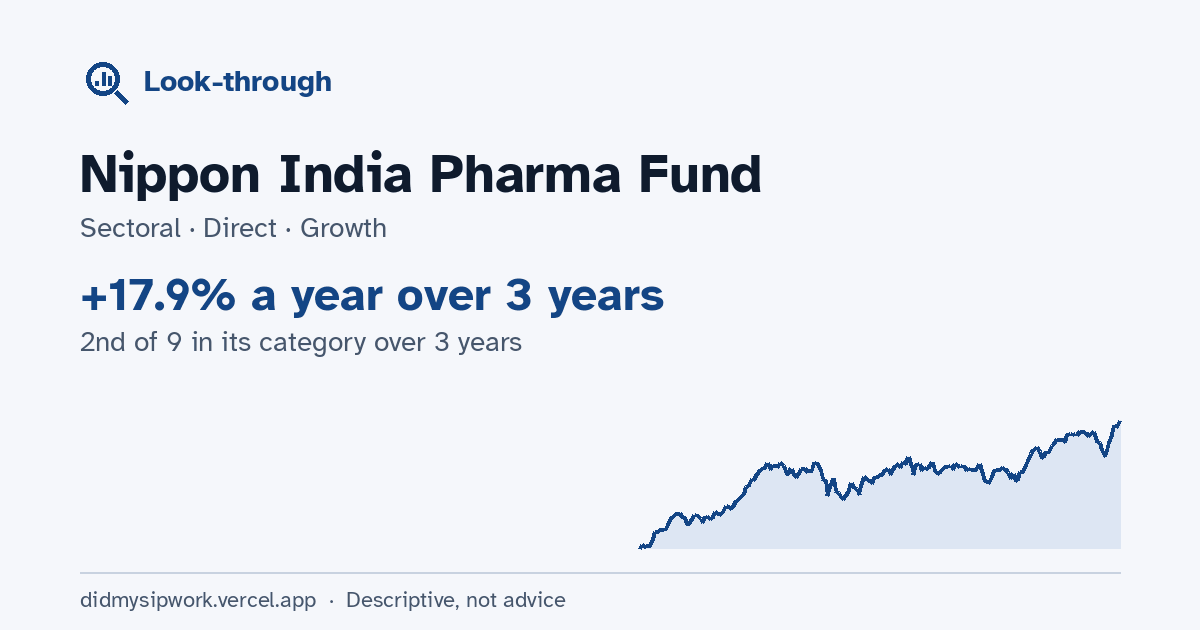 Look-through
Nippon India Pharma Fund
Sectoral · Direct · Growth
+17.9% a year over 3 years
2nd of 9 in its category over 3 years
didmysipwork.vercel.app · Descriptive, not advice